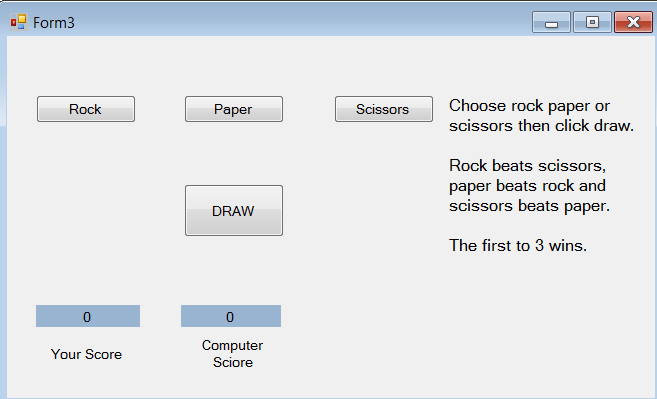 Form3
Rock
Paper
Scissors
Choose rock paper or
scissors then click draw.
Rock beats scissors,
paper beats rock and
scissors beats paper.
The first to 3 wins.
DRAW
0
0
Your Score
Computer
Sciore